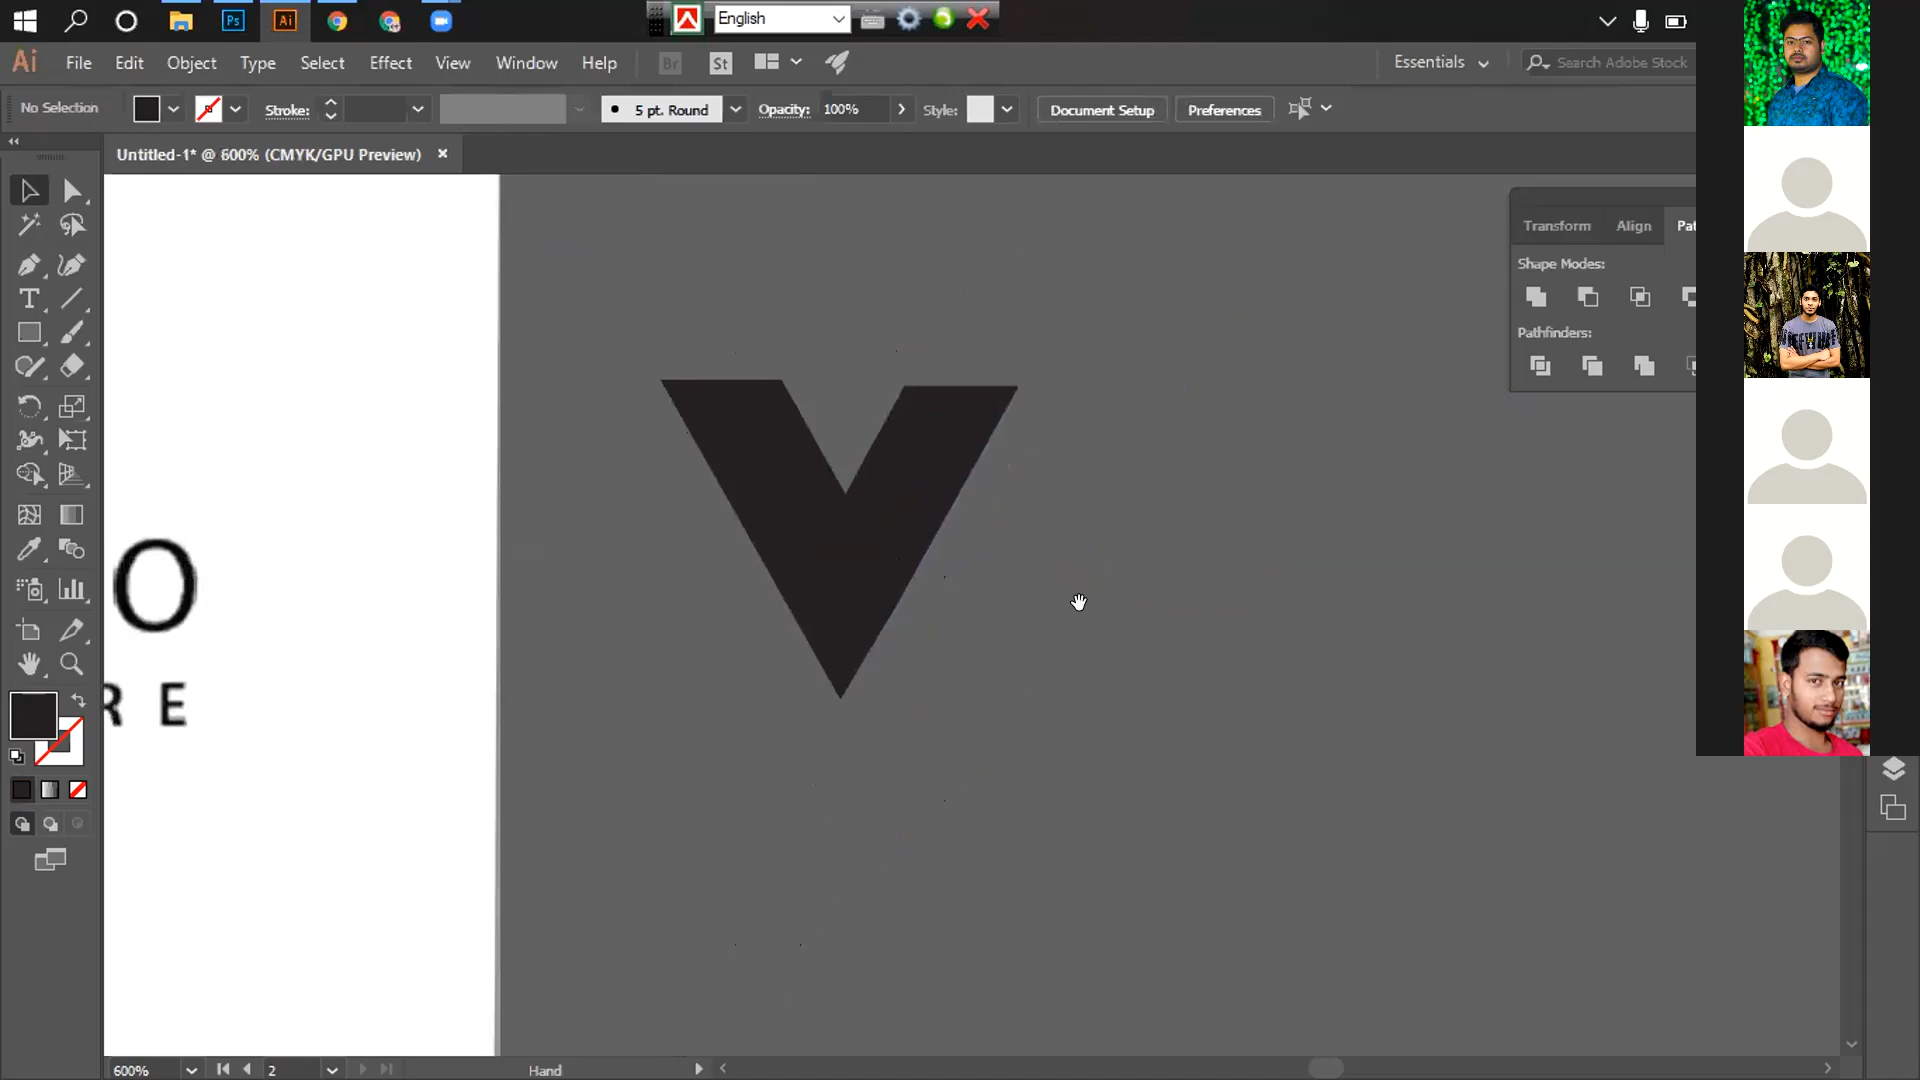 Ps
Ai
English
Ai File Edit Object Type Select Effect View Window Help Br St Essentials Search Adobe Stock
No Selection Stroke: 5 pt. Round Opacity: 100% Style: Document Setup Preferences
Untitled-1* @ 600% (CMYK/GPU Preview)
Transform Align Pat
Shape Modes:
Pathfinders:
T
O
R E
600% 2 Hand